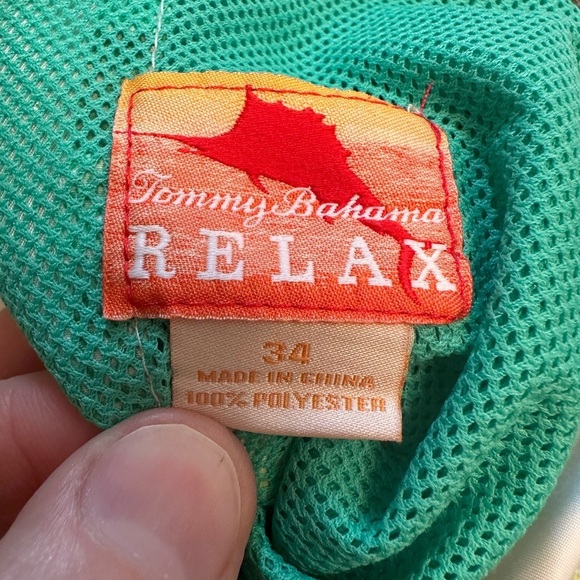 Tommy Bahama
RELAX
34
MADE IN CHINA
100% POLYESTER